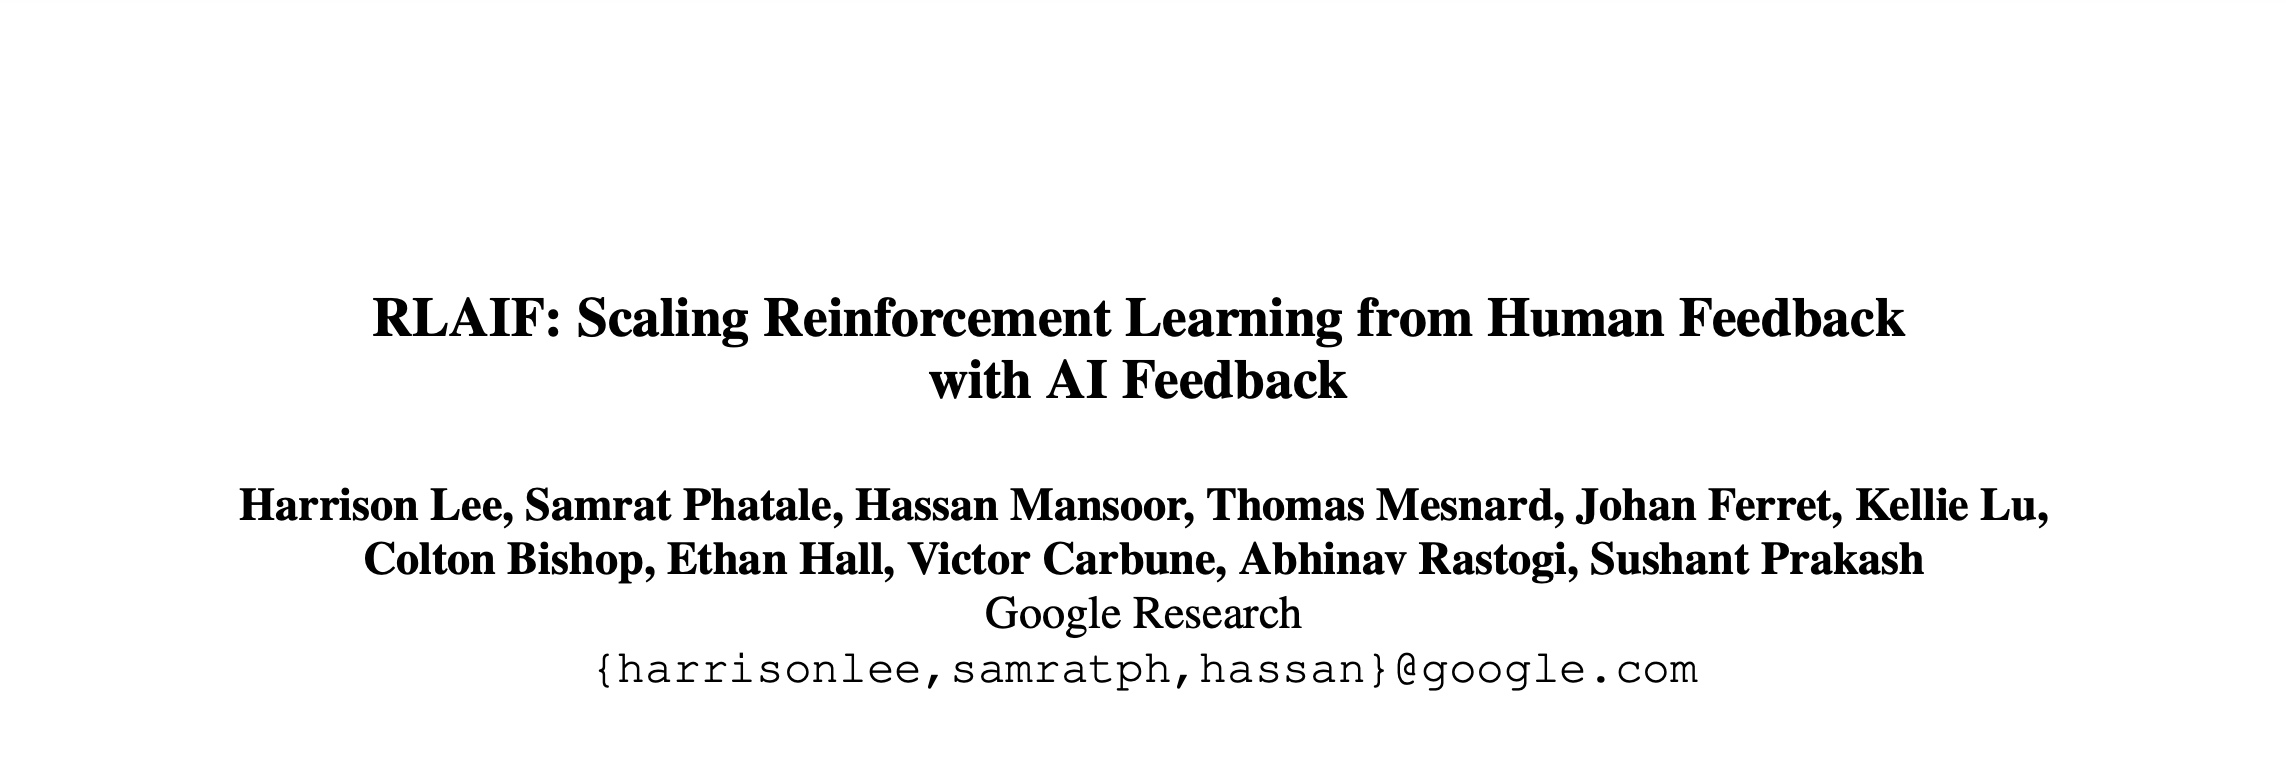 RLAIF: Scaling Reinforcement Learning from Human Feedback
with AI Feedback
Harrison Lee, Samrat Phatale, Hassan Mansoor, Thomas Mesnard, Johan Ferret, Kellie Lu,
Colton Bishop, Ethan Hall, Victor Carbune, Abhinav Rastogi, Sushant Prakash
Google Research
{harrisonlee,samratph,hassan}@google.com